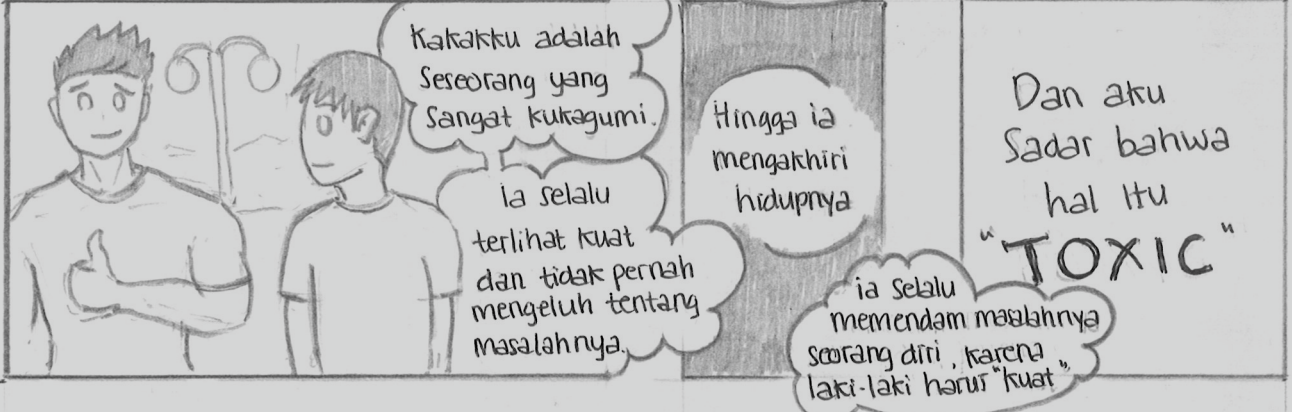 Kakakku adalah
Seseorang yang
Sangat kukagumi.
ia selalu
terlihat kuat
dan tidak pernah
mengeluh tentang
masalahnya.
Hingga ia
mengakhiri
hidupnya
ia selalu
memendam masalahnya
seorang diri, karena
laki-laki harus "kuat"
Dan aku
Sadar bahwa
hal Itu
"TOXIC"